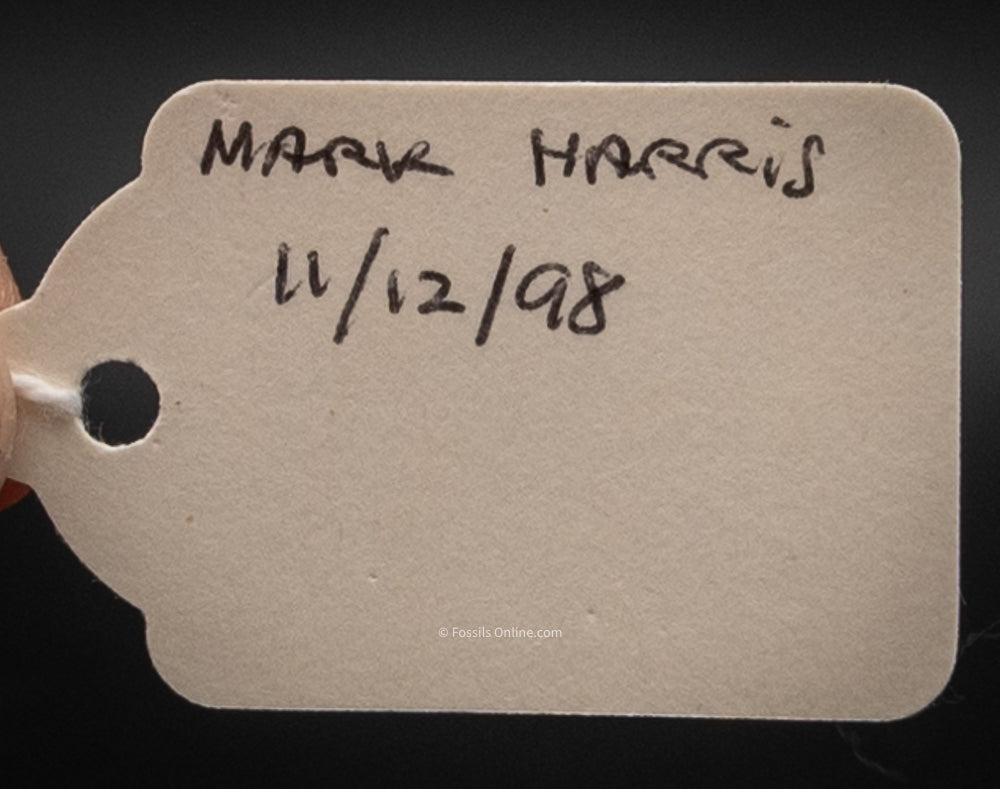 MARK HARRiS
11/12/98
© Fossils Online.com